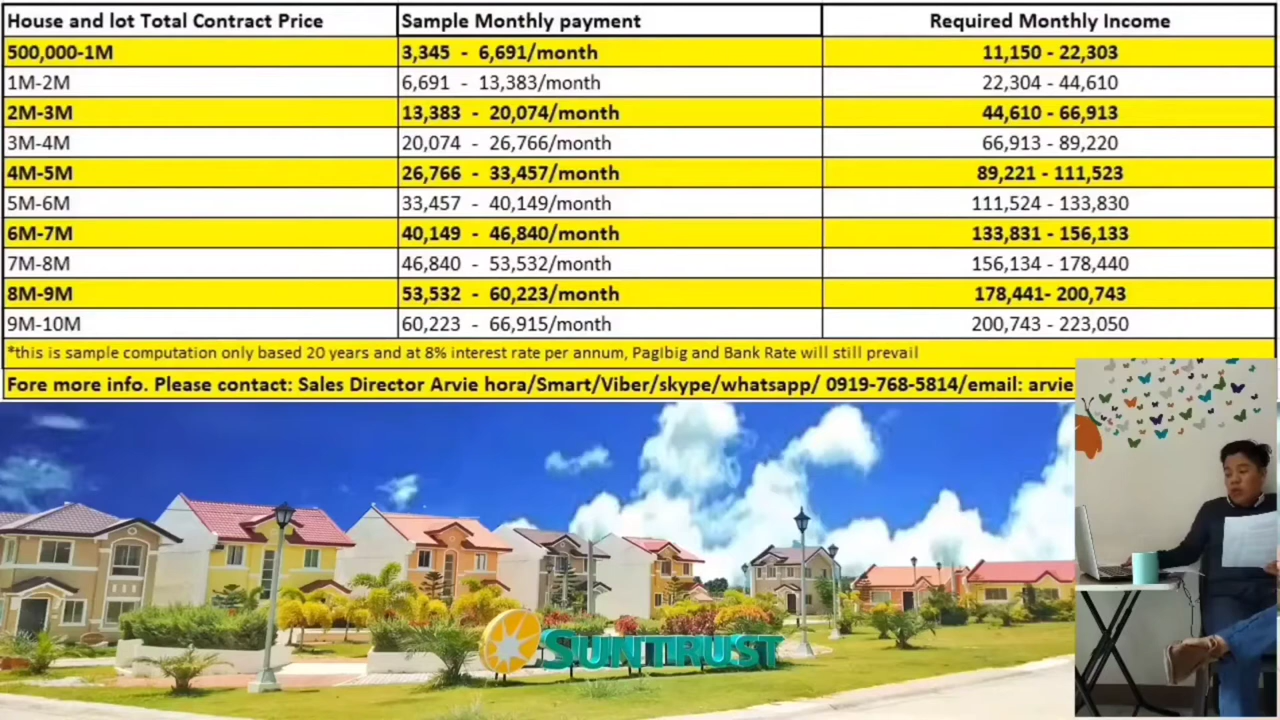 House and lot Total Contract Price Sample Monthly payment Required Monthly Income
500,000-1M 3,345 - 6,691/month 11,150 - 22,303
1M-2M 6,691 - 13,383/month 22,304 - 44,610
2M-3M 13,383 - 20,074/month 44,610 - 66,913
3M-4M 20,074 - 26,766/month 66,913 - 89,220
4M-5M 26,766 - 33,457/month 89,221 - 111,523
5M-6M 33,457 - 40,149/month 111,524 - 133,830
6M-7M 40,149 - 46,840/month 133,831 - 156,133
7M-8M 46,840 - 53,532/month 156,134 - 178,440
8M-9M 53,532 - 60,223/month 178,441- 200,743
9M-10M 60,223 - 66,915/month 200,743 - 223,050
*this is sample computation only based 20 years and at 8% interest rate per annum, PagIbig and Bank Rate will still prevail
Fore more info. Please contact: Sales Director Arvie hora/Smart/Viber/skype/whatsapp/ 0919-768-5814/email: arvie
SUNTRUST